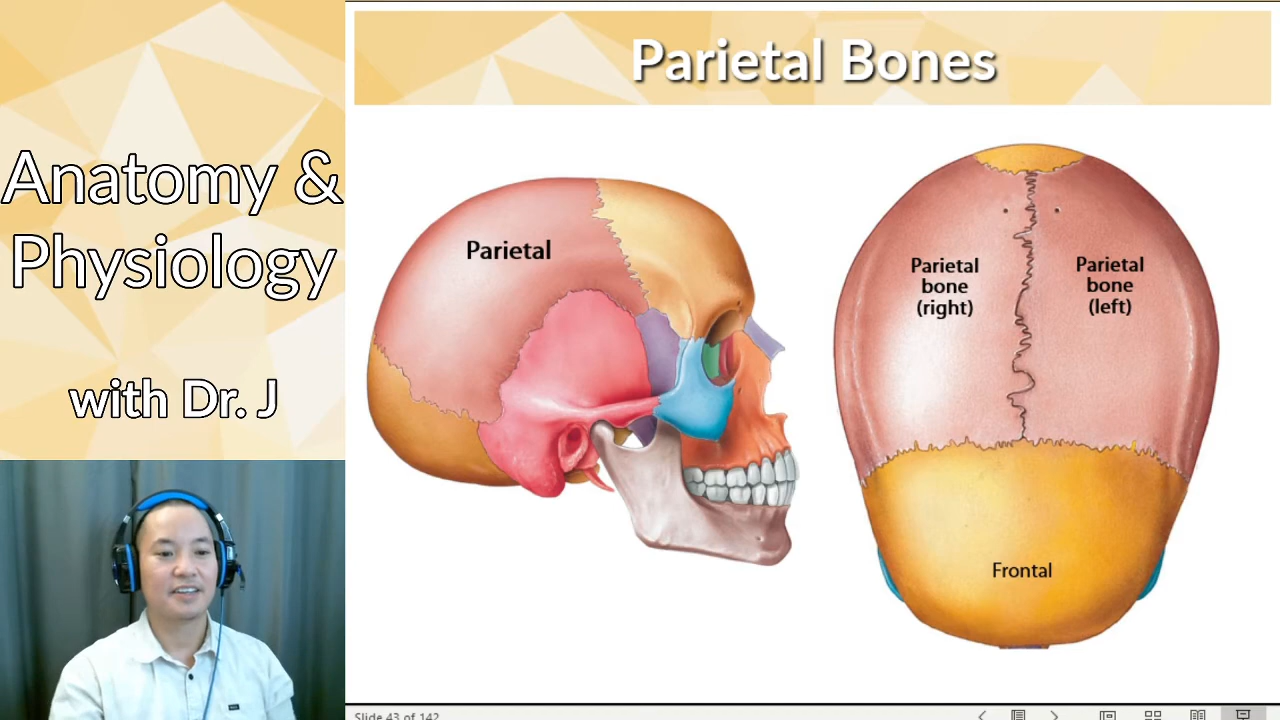 Anatomy &
Physiology
with Dr. J
Parietal Bones
Parietal
Parietal
bone
(right)
Parietal
bone
(left)
Frontal
Slide 43 of 142